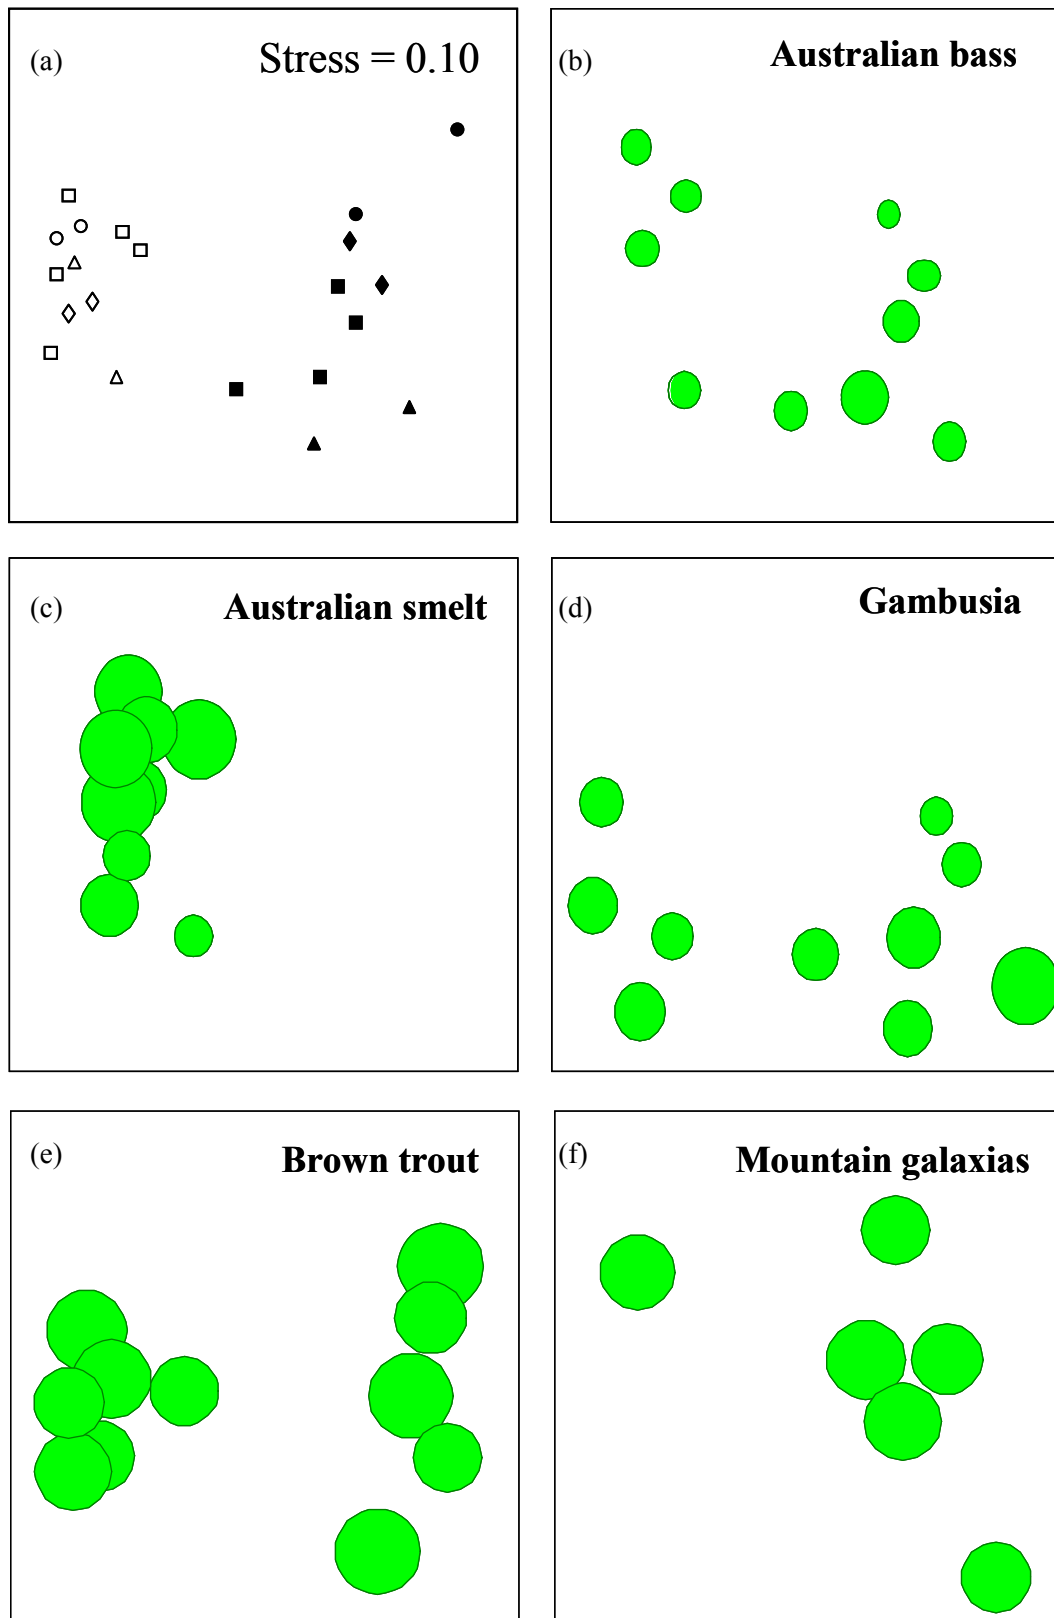 (a)
Stress = 0.10
(b)
Australian bass
(c)
Australian smelt
(d)
Gambusia
(e)
Brown trout
(f)
Mountain galaxias